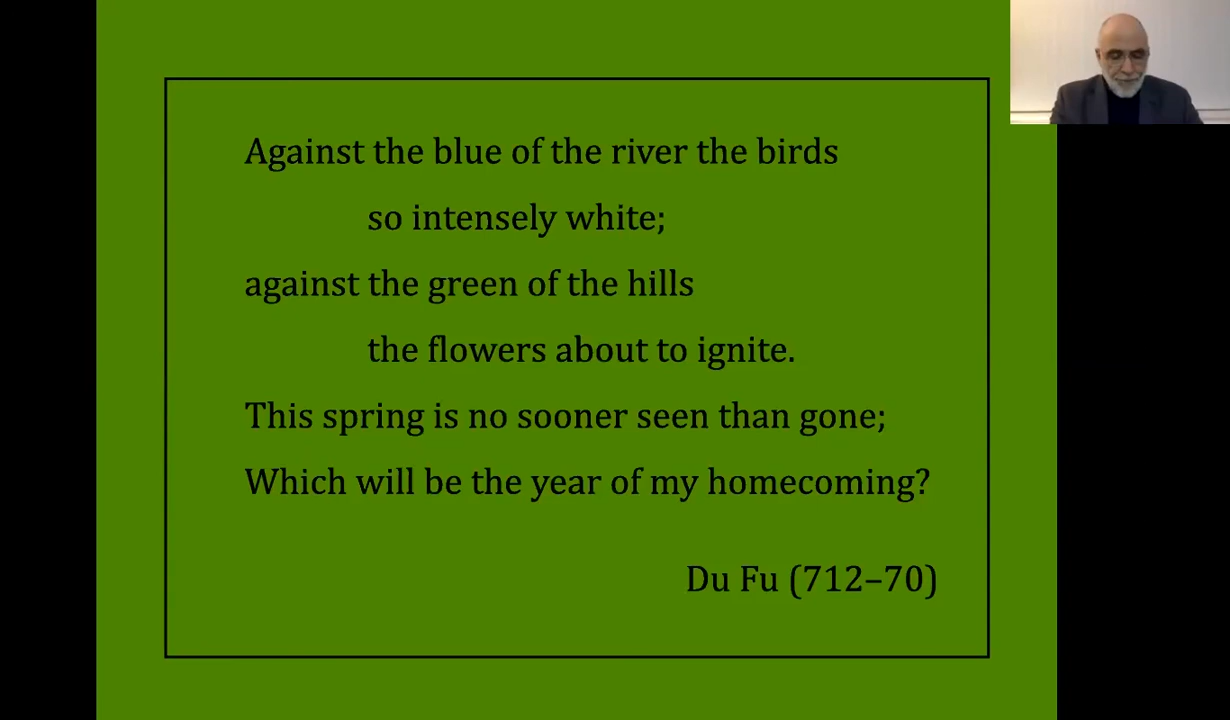 Against the blue of the river the birds
so intensely white;
against the green of the hills
the flowers about to ignite.
This spring is no sooner seen than gone;
Which will be the year of my homecoming?
Du Fu (712–70)